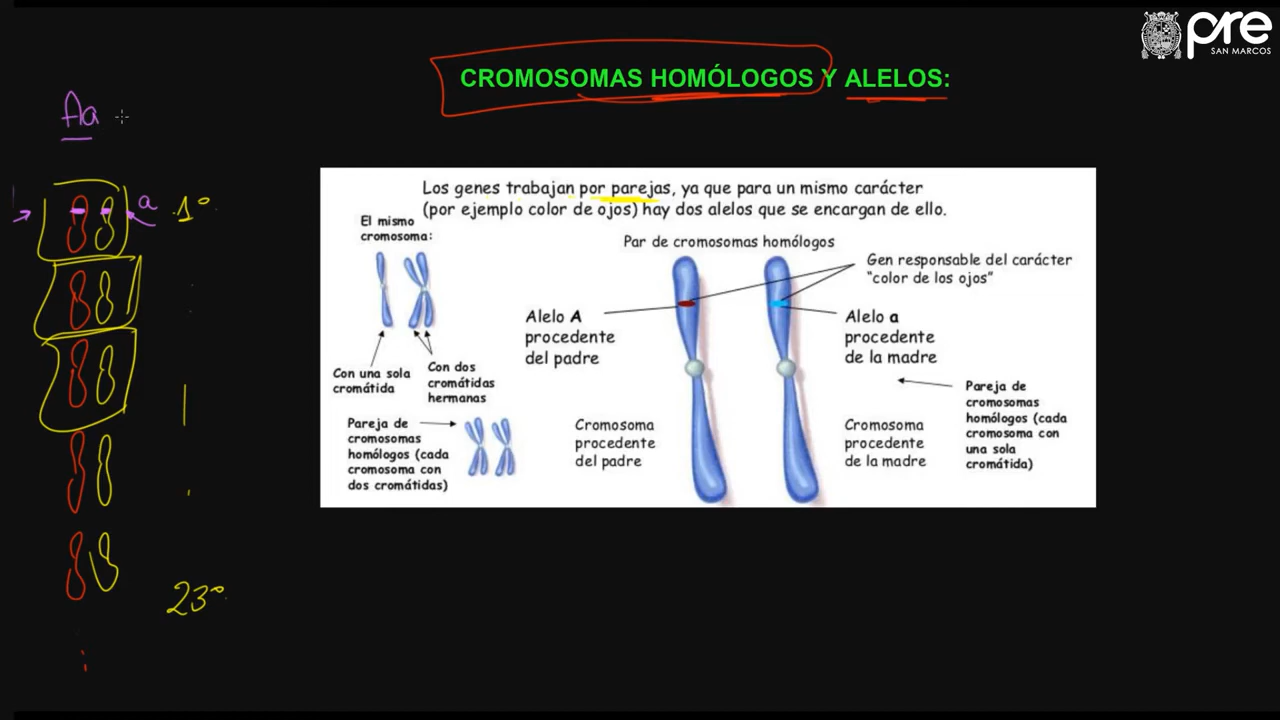 pre
SAN MARCOS
CROMOSOMAS HOMÓLOGOS Y ALELOS:
Aa
a
1°
23°
Los genes trabajan por parejas, ya que para un mismo carácter
(por ejemplo color de ojos) hay dos alelos que se encargan de ello.
El mismo
cromosoma:
Par de cromosomas homólogos
Gen responsable del carácter
"color de los ojos"
Alelo A
procedente
del padre
Alelo a
procedente
de la madre
Con una sola
cromátida
Con dos
cromátidas
hermanas
Pareja de
cromosomas
homólogos (cada
cromosoma con
una sola
cromátida)
Pareja de
cromosomas
homólogos (cada
cromosoma con
dos cromátidas)
Cromosoma
procedente
del padre
Cromosoma
procedente
de la madre